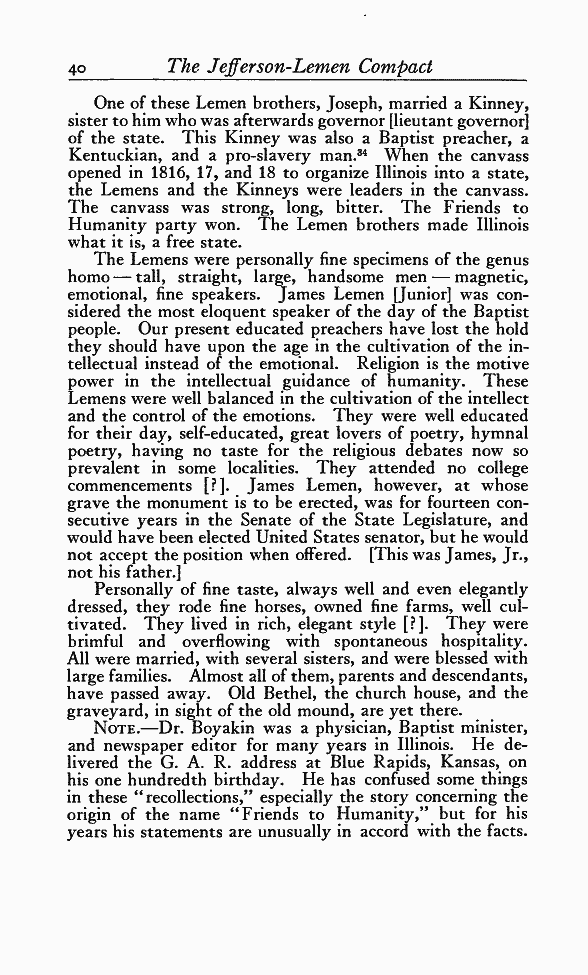 40 The Jefferson-Lemen Compact
One of these Lemen brothers, Joseph, married a Kinney,
sister to him who was afterwards governor [lieutant governor]
of the state. This Kinney was also a Baptist preacher, a
Kentuckian, and a pro-slavery man.³⁴ When the canvass
opened in 1816, 17, and 18 to organize Illinois into a state,
the Lemens and the Kinneys were leaders in the canvass.
The canvass was strong, long, bitter. The Friends to
Humanity party won. The Lemen brothers made Illinois
what it is, a free state.
The Lemens were personally fine specimens of the genus
homo — tall, straight, large, handsome men — magnetic,
emotional, fine speakers. James Lemen [Junior] was con-
sidered the most eloquent speaker of the day of the Baptist
people. Our present educated preachers have lost the hold
they should have upon the age in the cultivation of the in-
tellectual instead of the emotional. Religion is the motive
power in the intellectual guidance of humanity. These
Lemens were well balanced in the cultivation of the intellect
and the control of the emotions. They were well educated
for their day, self-educated, great lovers of poetry, hymnal
poetry, having no taste for the religious debates now so
prevalent in some localities. They attended no college
commencements [?]. James Lemen, however, at whose
grave the monument is to be erected, was for fourteen con-
secutive years in the Senate of the State Legislature, and
would have been elected United States senator, but he would
not accept the position when offered. [This was James, Jr.,
not his father.]
Personally of fine taste, always well and even elegantly
dressed, they rode fine horses, owned fine farms, well cul-
tivated. They lived in rich, elegant style [?]. They were
brimful and overflowing with spontaneous hospitality.
All were married, with several sisters, and were blessed with
large families. Almost all of them, parents and descendants,
have passed away. Old Bethel, the church house, and the
graveyard, in sight of the old mound, are yet there.
NOTE.—Dr. Boyakin was a physician, Baptist minister,
and newspaper editor for many years in Illinois. He de-
livered the G. A. R. address at Blue Rapids, Kansas, on
his one hundredth birthday. He has confused some things
in these "recollections," especially the story concerning the
origin of the name "Friends to Humanity," but for his
years his statements are unusually in accord with the facts.